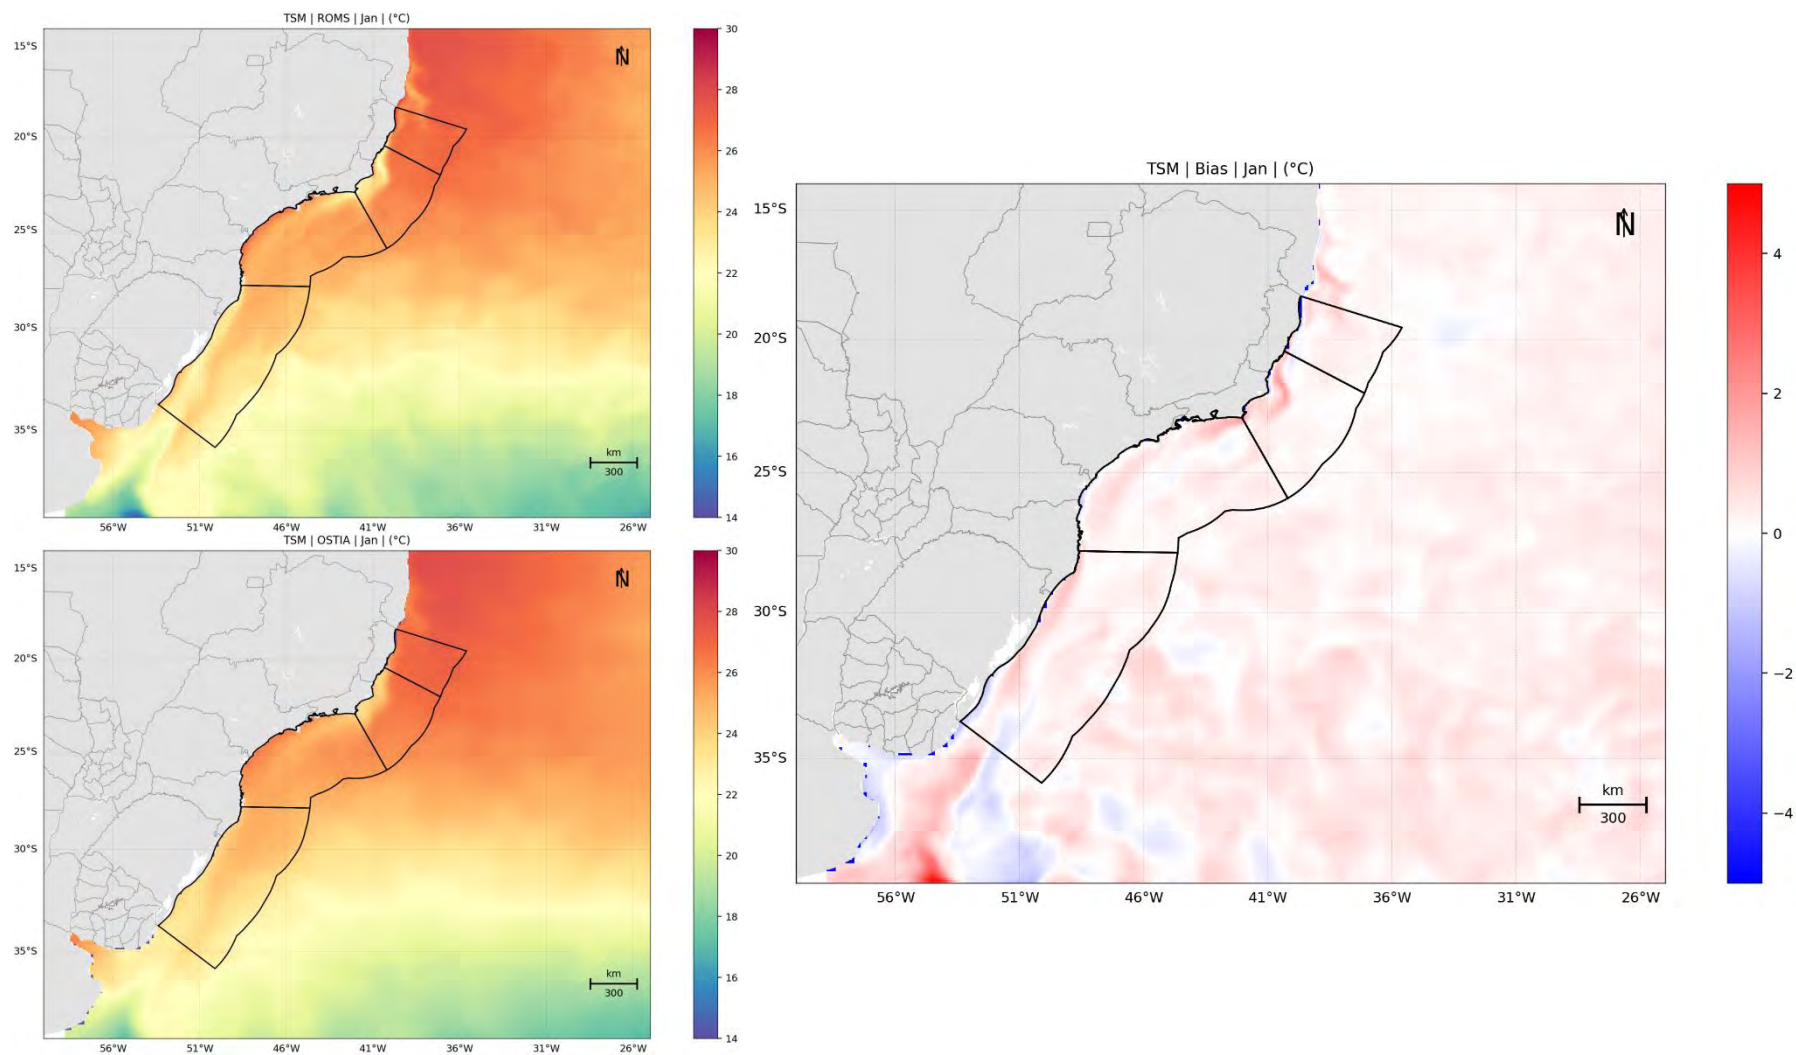 TSM | ROMS | Jan | (°C)
15°S
20°S
25°S
30°S
35°S
N
km
300
56°W
51°W
46°W
41°W
36°W
31°W
26°W
30
28
26
24
22
20
18
16
14
TSM | OSTIA | Jan | (°C)
15°S
20°S
25°S
30°S
35°S
N
km
300
56°W
51°W
46°W
41°W
36°W
31°W
26°W
30
28
26
24
22
20
18
16
14
TSM | Bias | Jan | (°C)
15°S
20°S
25°S
30°S
35°S
N
km
300
56°W
51°W
46°W
41°W
36°W
31°W
26°W
4
2
0
−2
−4